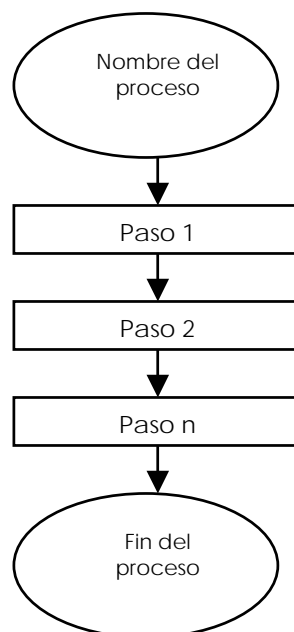 Nombre del
proceso
Paso 1
Paso 2
Paso n
Fin del
proceso